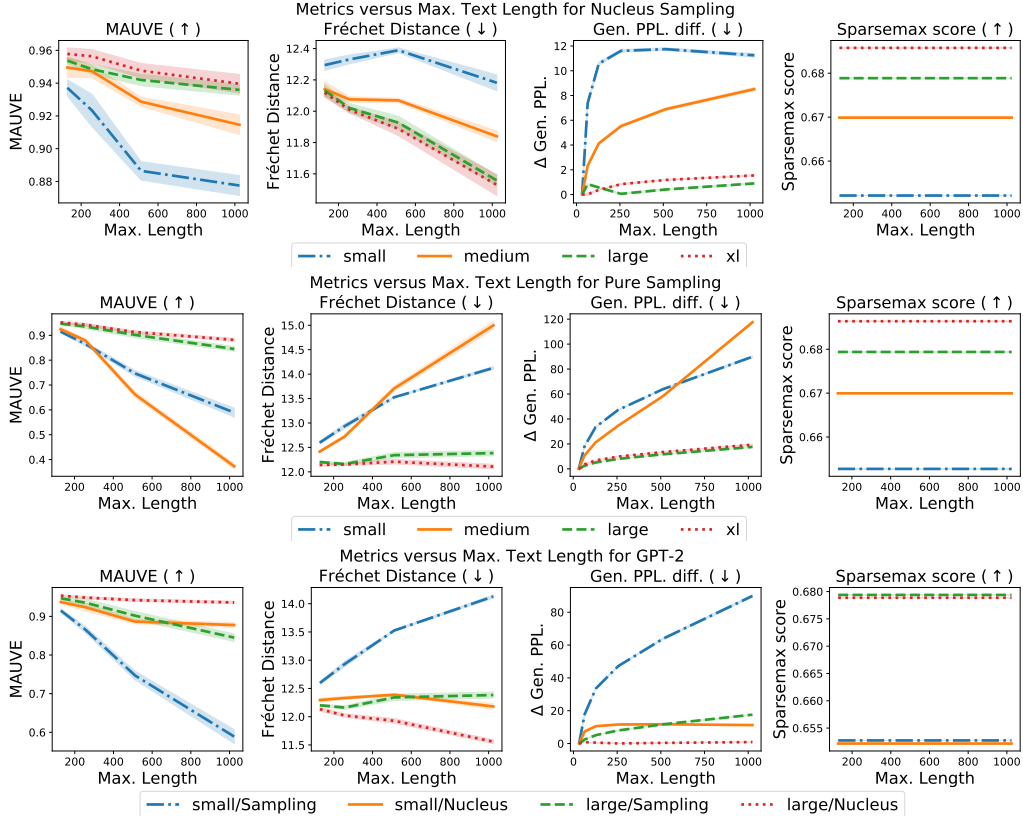 Metrics versus Max. Text Length for Nucleus Sampling
MAUVE (↑)
Fréchet Distance (↓)
Gen. PPL. diff. (↓)
Sparsemax score (↑)
MAUVE
0.96
0.94
0.92
0.90
0.88
200 400 600 800 1000
Max. Length
Fréchet Distance
12.4
12.2
12.0
11.8
11.6
200 400 600 800 1000
Max. Length
Δ Gen. PPL.
12
10
8
6
4
2
0
0 250 500 750 1000
Max. Length
Sparsemax score
0.68
0.67
0.66
200 400 600 800 1000
Max. Length
small medium large xl
Metrics versus Max. Text Length for Pure Sampling
MAUVE (↑)
Fréchet Distance (↓)
Gen. PPL. diff. (↓)
Sparsemax score (↑)
MAUVE
0.9
0.8
0.7
0.6
0.5
0.4
200 400 600 800 1000
Max. Length
Fréchet Distance
15.0
14.5
14.0
13.5
13.0
12.5
12.0
200 400 600 800 1000
Max. Length
Δ Gen. PPL.
120
100
80
60
40
20
0
0 250 500 750 1000
Max. Length
Sparsemax score
0.68
0.67
0.66
200 400 600 800 1000
Max. Length
small medium large xl
Metrics versus Max. Text Length for GPT-2
MAUVE (↑)
Fréchet Distance (↓)
Gen. PPL. diff. (↓)
Sparsemax score (↑)
MAUVE
0.9
0.8
0.7
0.6
200 400 600 800 1000
Max. Length
Fréchet Distance
14.0
13.5
13.0
12.5
12.0
11.5
200 400 600 800 1000
Max. Length
Δ Gen. PPL.
80
60
40
20
0
0 250 500 750 1000
Max. Length
Sparsemax score
0.680
0.675
0.670
0.665
0.660
0.655
200 400 600 800 1000
Max. Length
small/Sampling small/Nucleus large/Sampling large/Nucleus